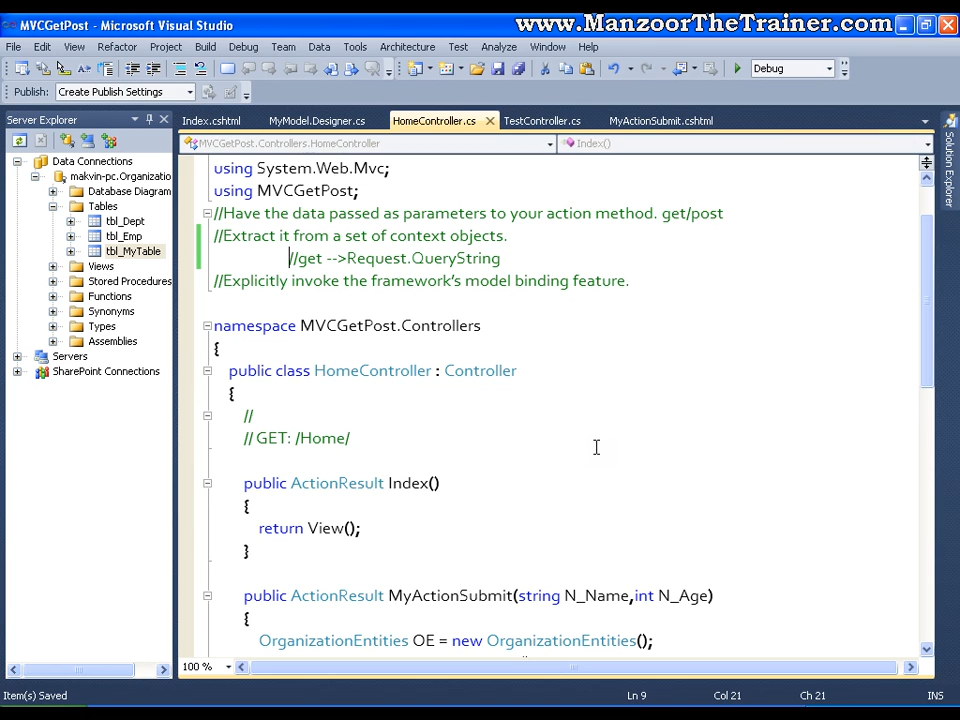 www.ManzoorTheTrainer.com
MVCGetPost - Microsoft Visual Studio
File Edit View Refactor Project Build Debug Team Data Tools Architecture Test Analyze Window Help
Debug
Publish: Create Publish Settings
Server Explorer
Index.cshtml MyModel.Designer.cs HomeController.cs TestController.cs MyActionSubmit.cshtml
MVCGetPost.Controllers.HomeController Index()
Solution Explorer
Data Connections
makvin-pc.Organizatio
Database Diagram
Tables
tbl_Dept
tbl_Emp
tbl_MyTable
Views
Stored Procedures
Functions
Synonyms
Types
Assemblies
Servers
SharePoint Connections
using System.Web.Mvc;
using MVCGetPost;
//Have the data passed as parameters to your action method. get/post
//Extract it from a set of context objects.
//get -->Request.QueryString
//Explicitly invoke the framework's model binding feature.
namespace MVCGetPost.Controllers
{
public class HomeController : Controller
{
//
// GET: /Home/
public ActionResult Index()
{
return View();
}
public ActionResult MyActionSubmit(string N_Name,int N_Age)
{
OrganizationEntities OE = new OrganizationEntities();
100 %
Item(s) Saved Ln 9 Col 21 Ch 21 INS